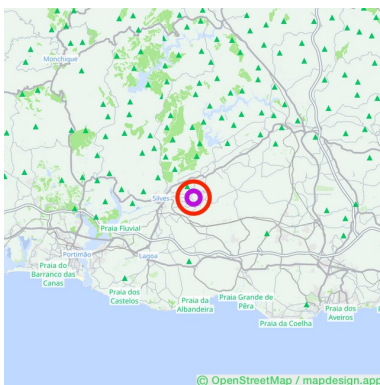 Monchique
Silves
Praia Fluvial
Portimão
Lagoa
Praia do
Barranco das
Canas
Praia dos
Castelos
Praia da
Albandeira
Praia Grande de
Pêra
Praia da Coelha
Praia dos
Aveiros
© OpenStreetMap / mapdesign.app